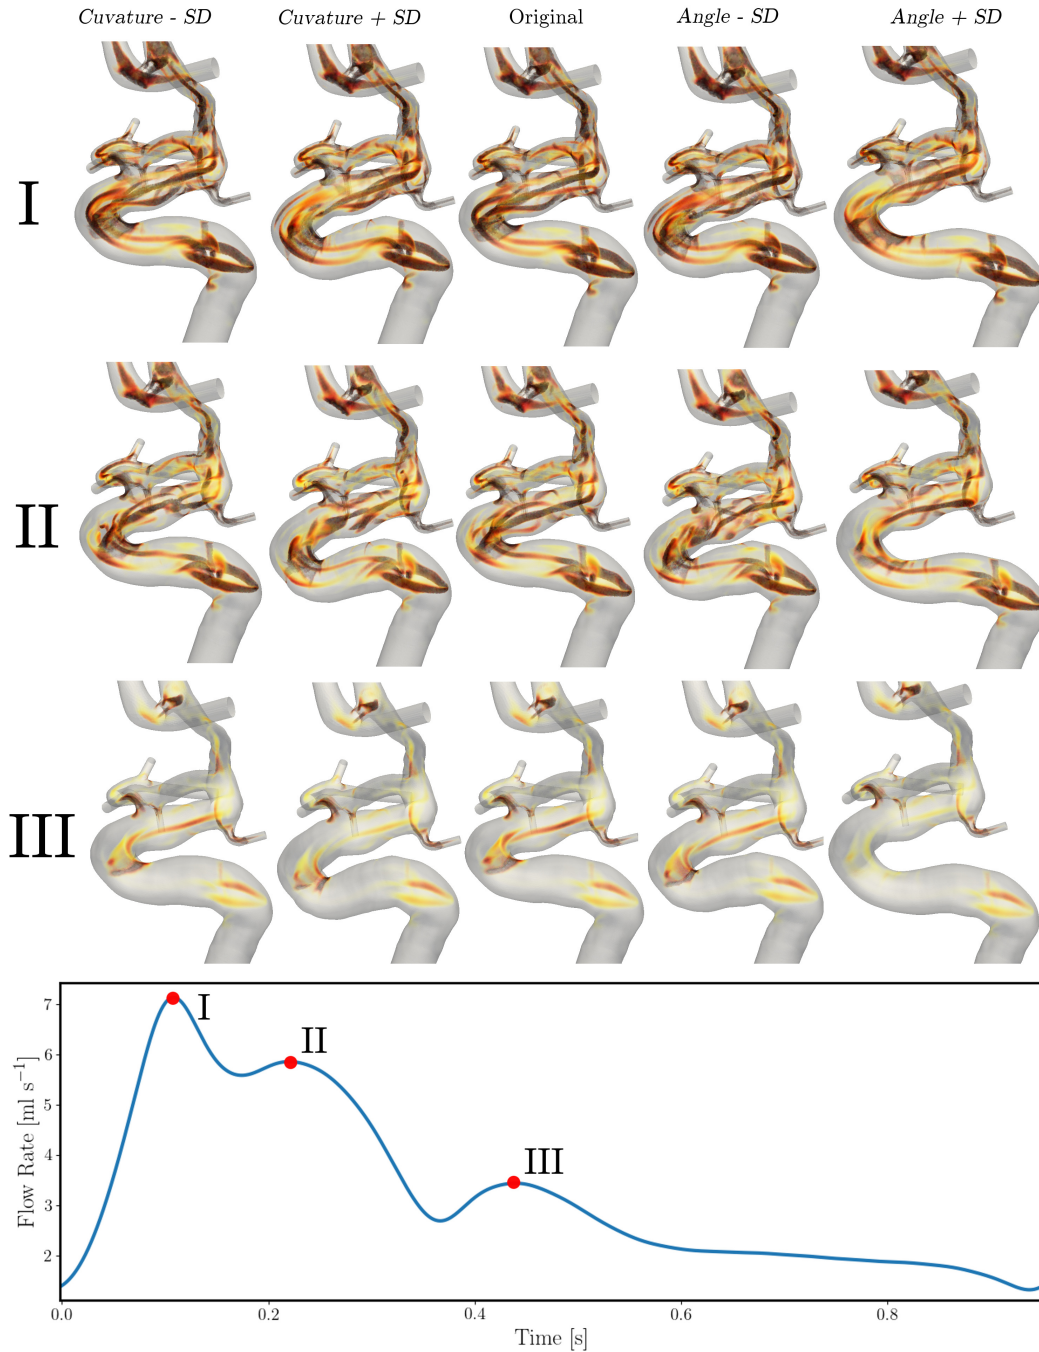 Cuvature - SD Cuvature + SD Original Angle - SD Angle + SD
I
II
III
7
6
5
4
3
2
Flow Rate [ml s⁻¹]
I
II
III
0.0 0.2 0.4 0.6 0.8
Time [s]